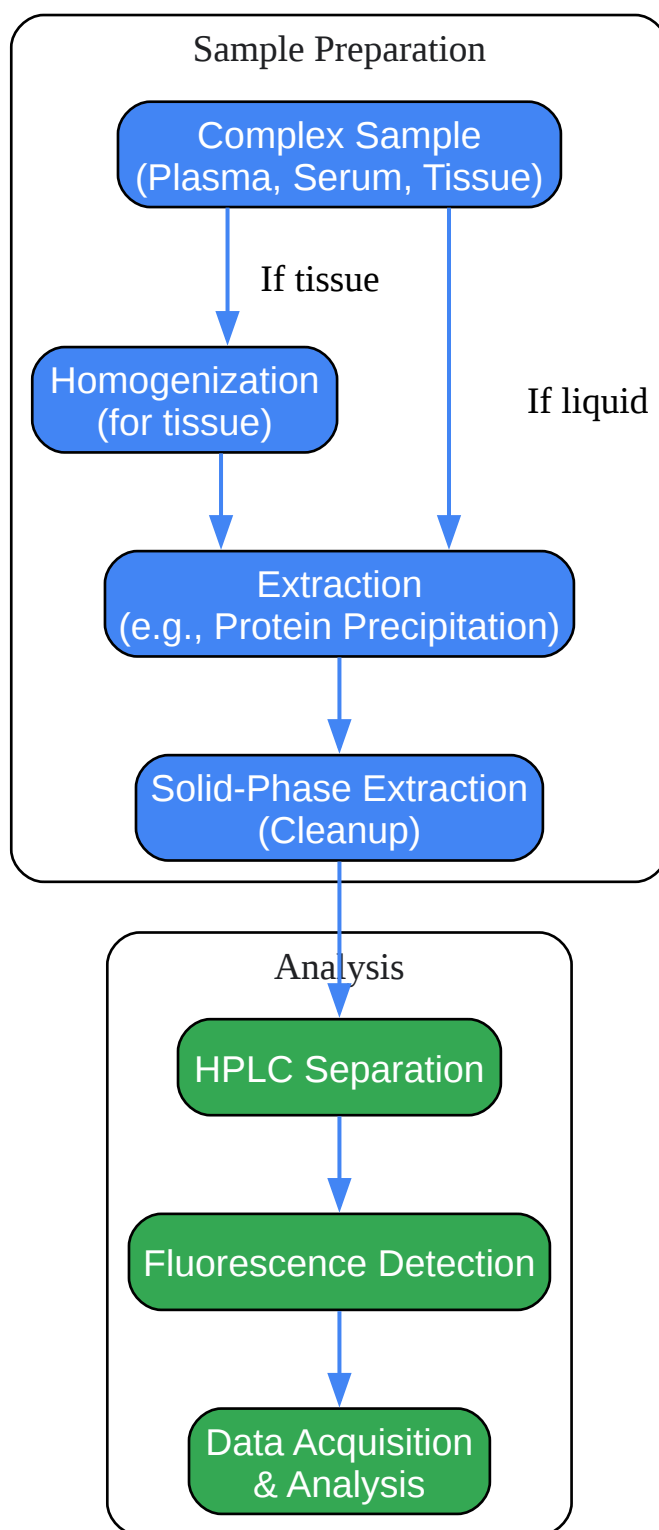 Sample Preparation
Complex Sample
(Plasma, Serum, Tissue)
If tissue
Homogenization
(for tissue)
If liquid
Extraction
(e.g., Protein Precipitation)
Solid-Phase Extraction
(Cleanup)
Analysis
HPLC Separation
Fluorescence Detection
Data Acquisition
& Analysis